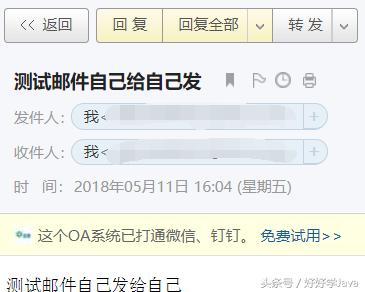 << 返回 回 复 回复全部 转 发
测试邮件自己给自己发
发件人: 我<
收件人: 我<
时 间: 2018年05月11日 16:04 (星期五)
这个OA系统已打通微信、钉钉。 免费试用>>
测试邮件自己发给自己
头条号 / 好好学Java